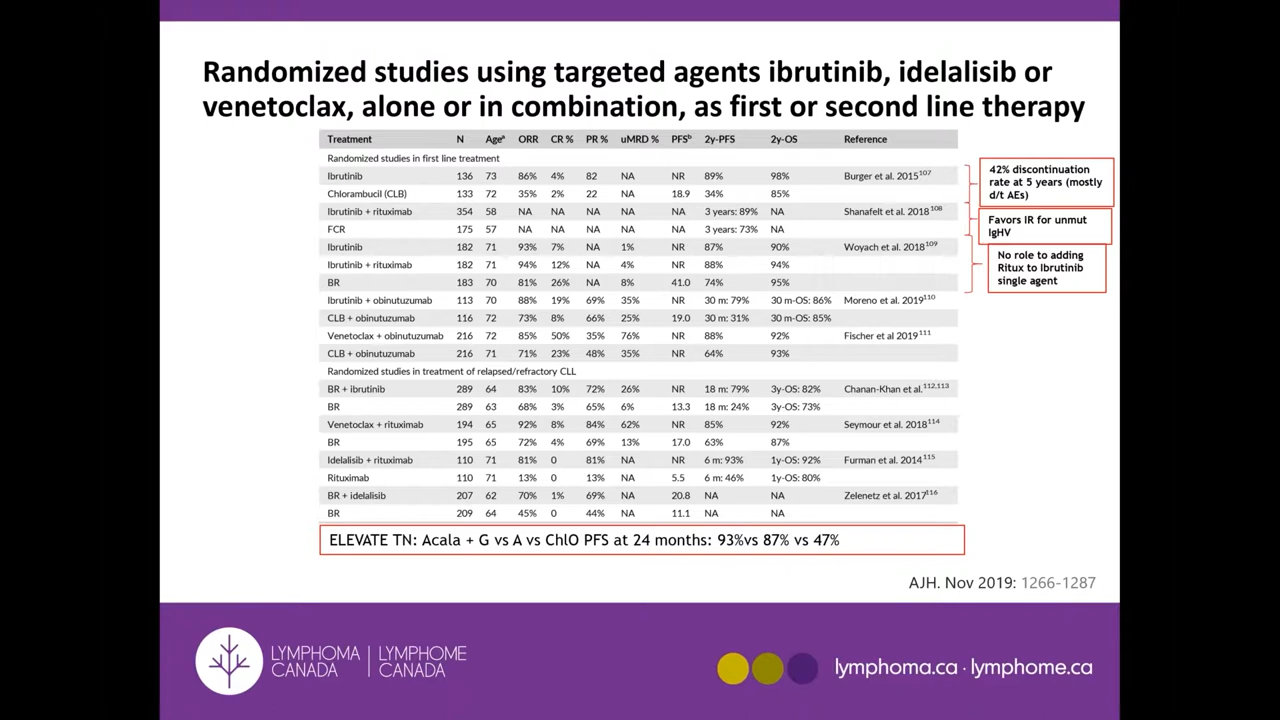 Randomized studies using targeted agents ibrutinib, idelalisib or
venetoclax, alone or in combination, as first or second line therapy
Treatment N Ageᵃ ORR CR % PR % uMRD % PFSᵇ 2y-PFS 2y-OS Reference
Randomized studies in first line treatment
Ibrutinib 136 73 86% 4% 82 NA NR 89% 98% Burger et al. 2015¹⁰⁷
Chlorambucil (CLB) 133 72 35% 2% 22 NA 18.9 34% 85%
Ibrutinib + rituximab 354 58 NA NA NA NA NA 3 years: 89% NA Shanafelt et al. 2018¹⁰⁸
FCR 175 57 NA NA NA NA NA 3 years: 73% NA
Ibrutinib 182 71 93% 7% NA 1% NR 87% 90% Woyach et al. 2018¹⁰⁹
Ibrutinib + rituximab 182 71 94% 12% NA 4% NR 88% 94%
BR 183 70 81% 26% NA 8% 41.0 74% 95%
Ibrutinib + obinutuzumab 113 70 88% 19% 69% 35% NR 30 m: 79% 30 m-OS: 86% Moreno et al. 2019¹¹⁰
CLB + obinutuzumab 116 72 73% 8% 66% 25% 19.0 30 m: 31% 30 m-OS: 85%
Venetoclax + obinutuzumab 216 72 85% 50% 35% 76% NR 88% 92% Fischer et al 2019¹¹¹
CLB + obinutuzumab 216 71 71% 23% 48% 35% NR 64% 93%
Randomized studies in treatment of relapsed/refractory CLL
BR + ibrutinib 289 64 83% 10% 72% 26% NR 18 m: 79% 3y-OS: 82% Chanan-Khan et al.¹¹²,¹¹³
BR 289 63 68% 3% 65% 6% 13.3 18 m: 24% 3y-OS: 73%
Venetoclax + rituximab 194 65 92% 8% 84% 62% NR 85% 92% Seymour et al. 2018¹¹⁴
BR 195 65 72% 4% 69% 13% 17.0 63% 87%
Idelalisib + rituximab 110 71 81% 0 81% NA NR 6 m: 93% 1y-OS: 92% Furman et al. 2014¹¹⁵
Rituximab 110 71 13% 0 13% NA 5.5 6 m: 46% 1y-OS: 80%
BR + idelalisib 207 62 70% 1% 69% NA 20.8 NA NA Zelenetz et al. 2017¹¹⁶
BR 209 64 45% 0 44% NA 11.1 NA NA
42% discontinuation
rate at 5 years (mostly
d/t AEs)
Favors IR for unmut
IgHV
No role to adding
Ritux to Ibrutinib
single agent
ELEVATE TN: Acala + G vs A vs ChlO PFS at 24 months: 93%vs 87% vs 47%
AJH. Nov 2019: 1266-1287
LYMPHOMA CANADA | LYMPHOME CANADA
lymphoma.ca · lymphome.ca